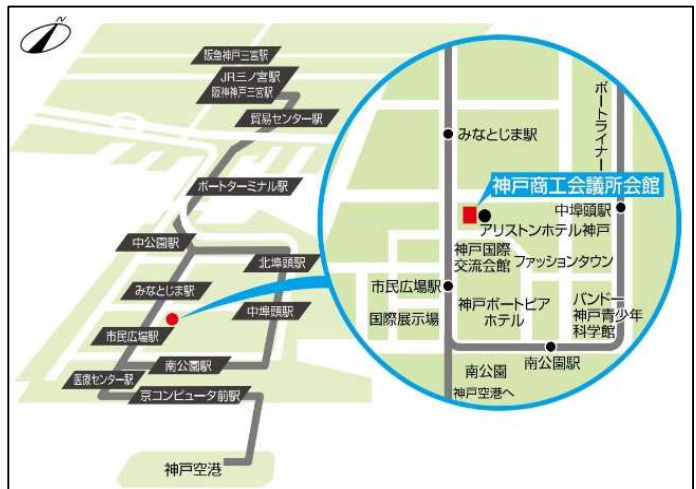 N
阪急神戸三宮駅
JR三ノ宮駅
阪神神戸三宮駅
貿易センター駅
ポートターミナル駅
中公園駅
北埠頭駅
みなとじま駅
中埠頭駅
市民広場駅
南公園駅
医療センター駅
京コンピュータ前駅
神戸空港
ポートライナー
みなとじま駅
神戸商工会議所会館
中埠頭駅
アリストンホテル神戸
神戸国際
交流会館
ファッションタウン
市民広場駅
国際展示場
神戸ポートピア
ホテル
バンドー
神戸青少年
科学館
南公園駅
南公園
神戸空港へ